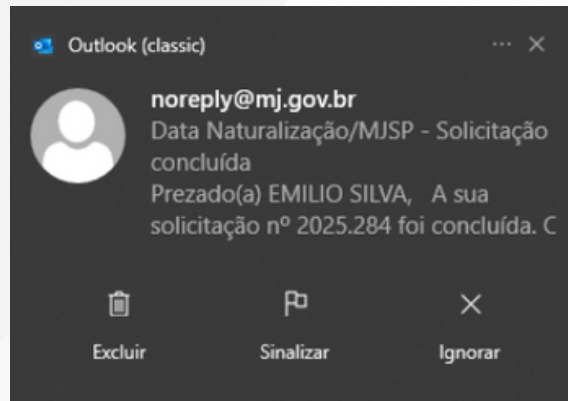 Outlook (classic)
noreply@mj.gov.br
Data Naturalização/MJSP - Solicitação
concluída
Prezado(a) EMILIO SILVA, A sua
solicitação nº 2025.284 foi concluída. C
Excluir
Sinalizar
Ignorar